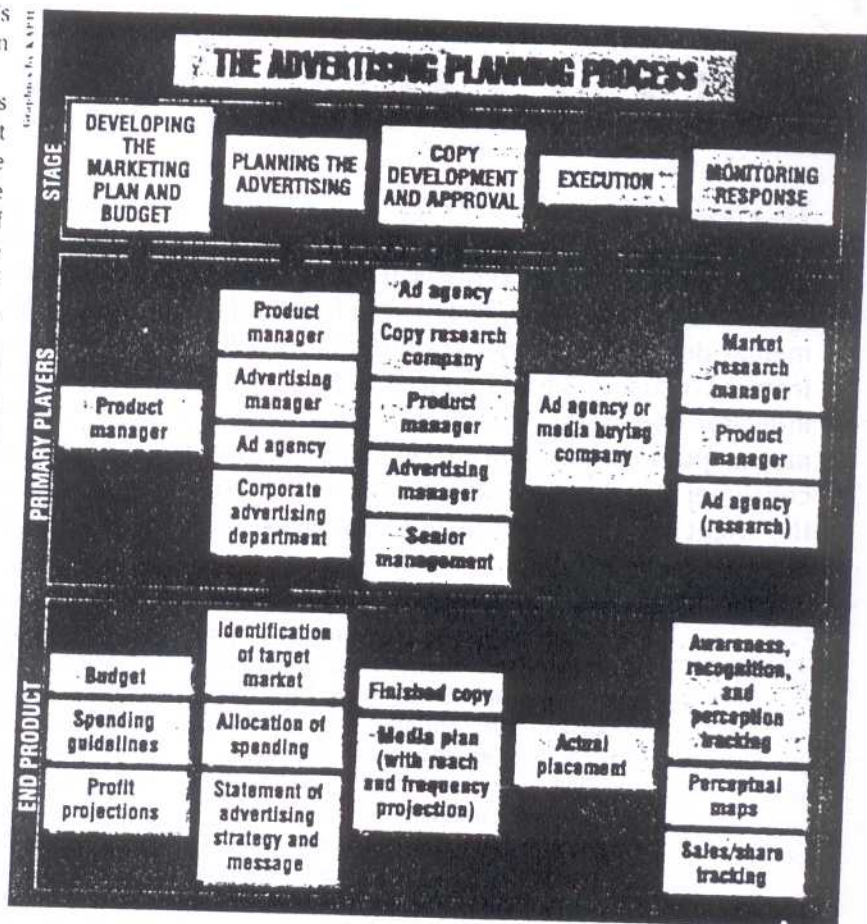 Graphics by KAPII
THE ADVERTISING PLANNING PROCESS
STAGE
DEVELOPING
THE
MARKETING
PLAN AND
BUDGET
PLANNING THE
ADVERTISING
COPY
DEVELOPMENT
AND APPROVAL
EXECUTION
MONITORING
RESPONSE
PRIMARY PLAYERS
Product
manager
Product
manager
Advertising
manager
Ad agency
Corporate
advertising
department
Ad agency
Copy research
company
Product
manager
Advertising
manager
Senior
management
Ad agency or
media buying
company
Market
research
manager
Product
manager
Ad agency
(research)
END PRODUCT
Budget
Spending
guidelines
Profit
projections
Identification
of target
market
Allocation of
spending
Statement of
advertising
strategy and
message
Finished copy
Media plan
(with reach
and frequency
projection)
Actual
placement
Awareness,
recognition,
and
perception
tracking
Perceptual
maps
Sales/share
tracking